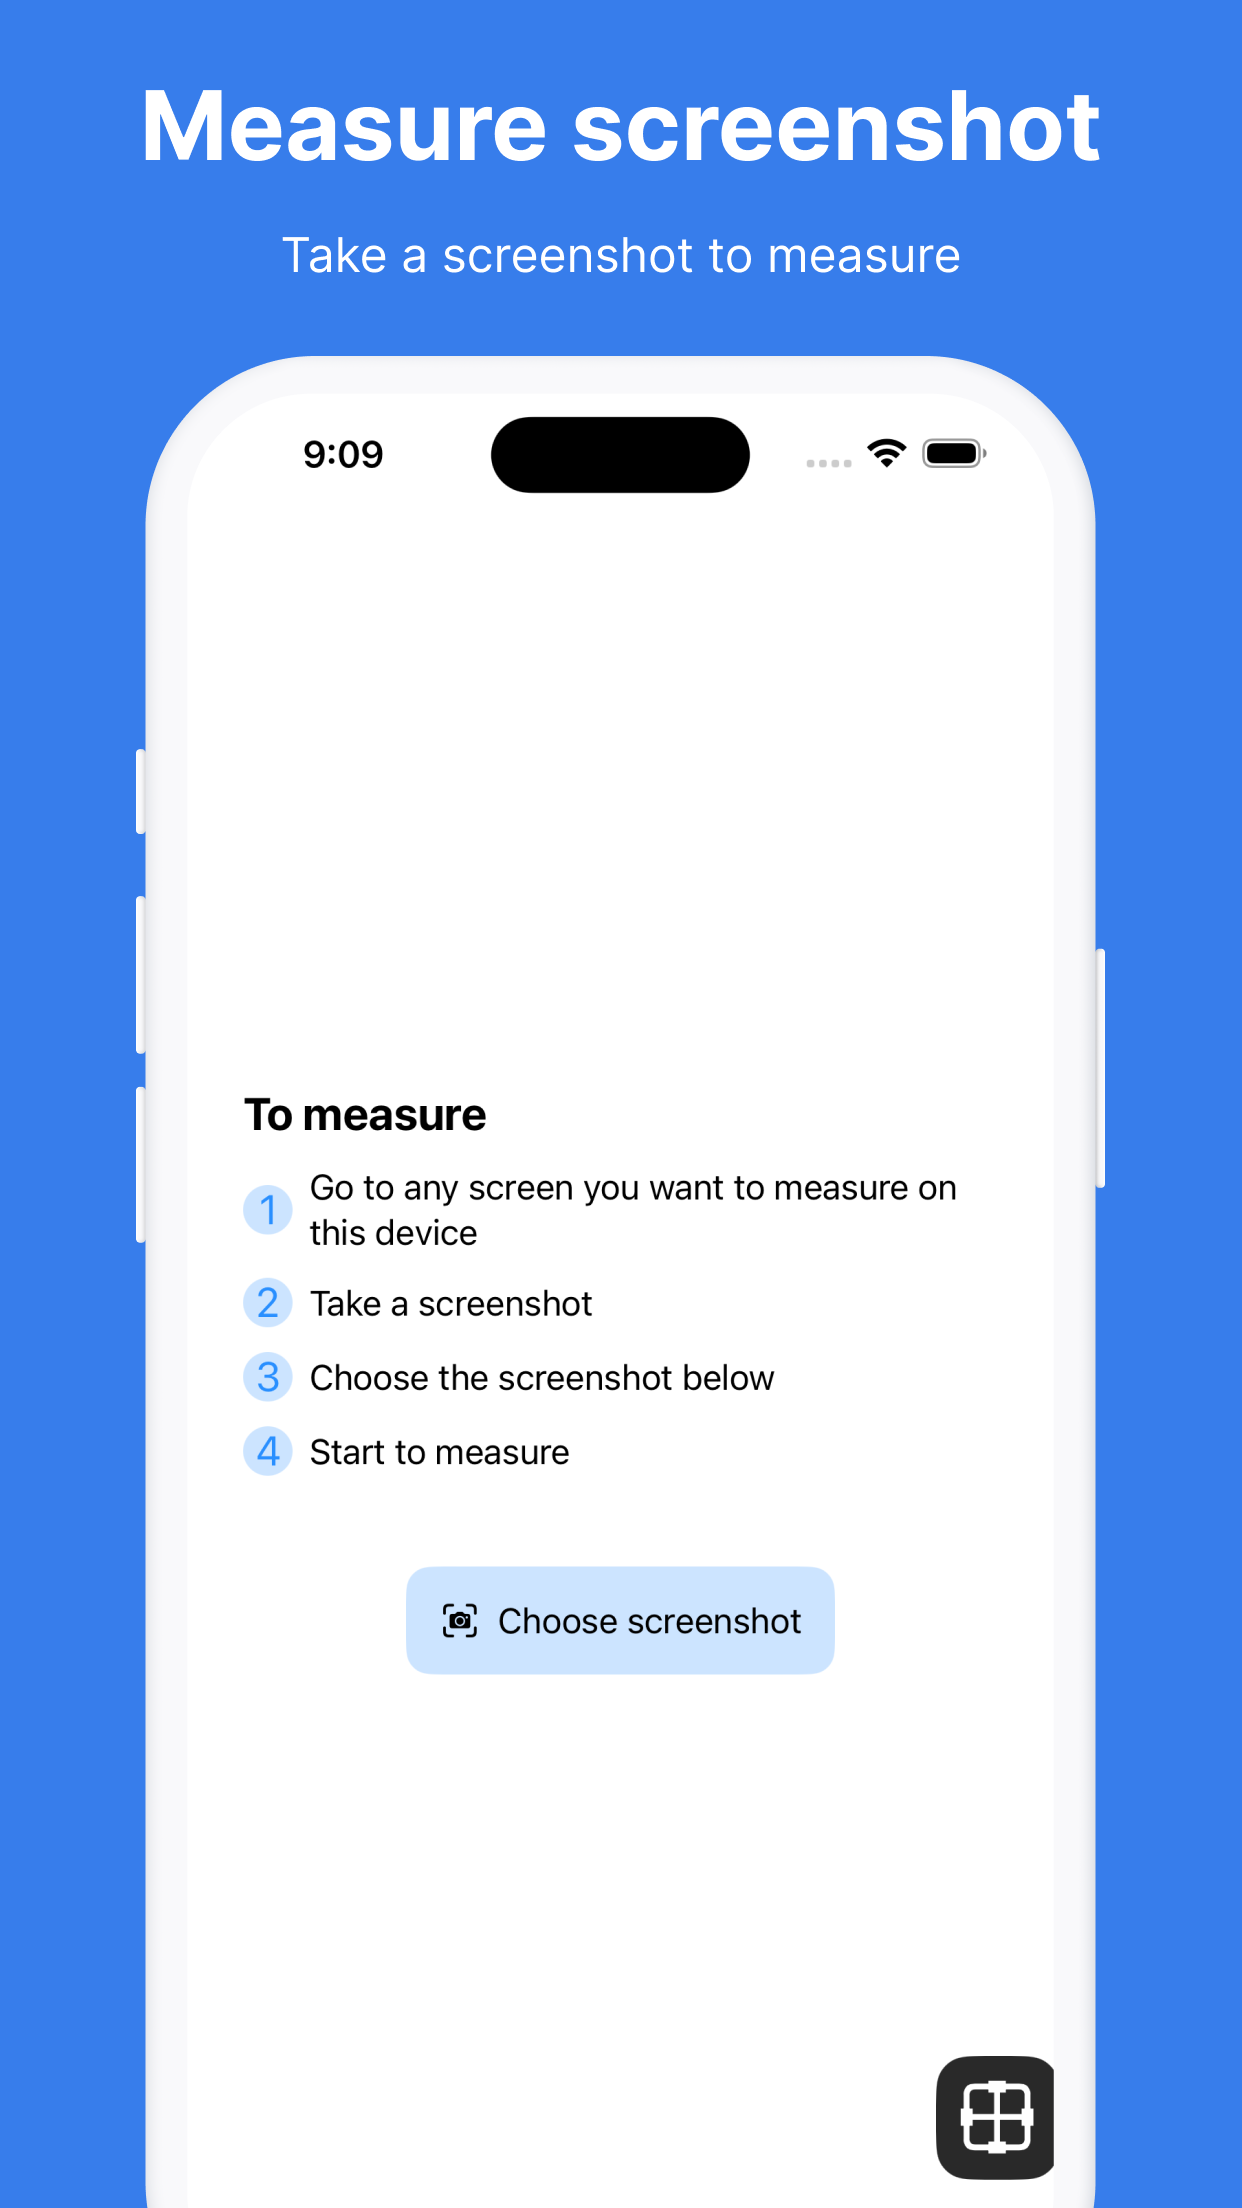 Measure screenshot
Take a screenshot to measure
9:09
To measure
1 Go to any screen you want to measure on
this device
2 Take a screenshot
3 Choose the screenshot below
4 Start to measure
Choose screenshot